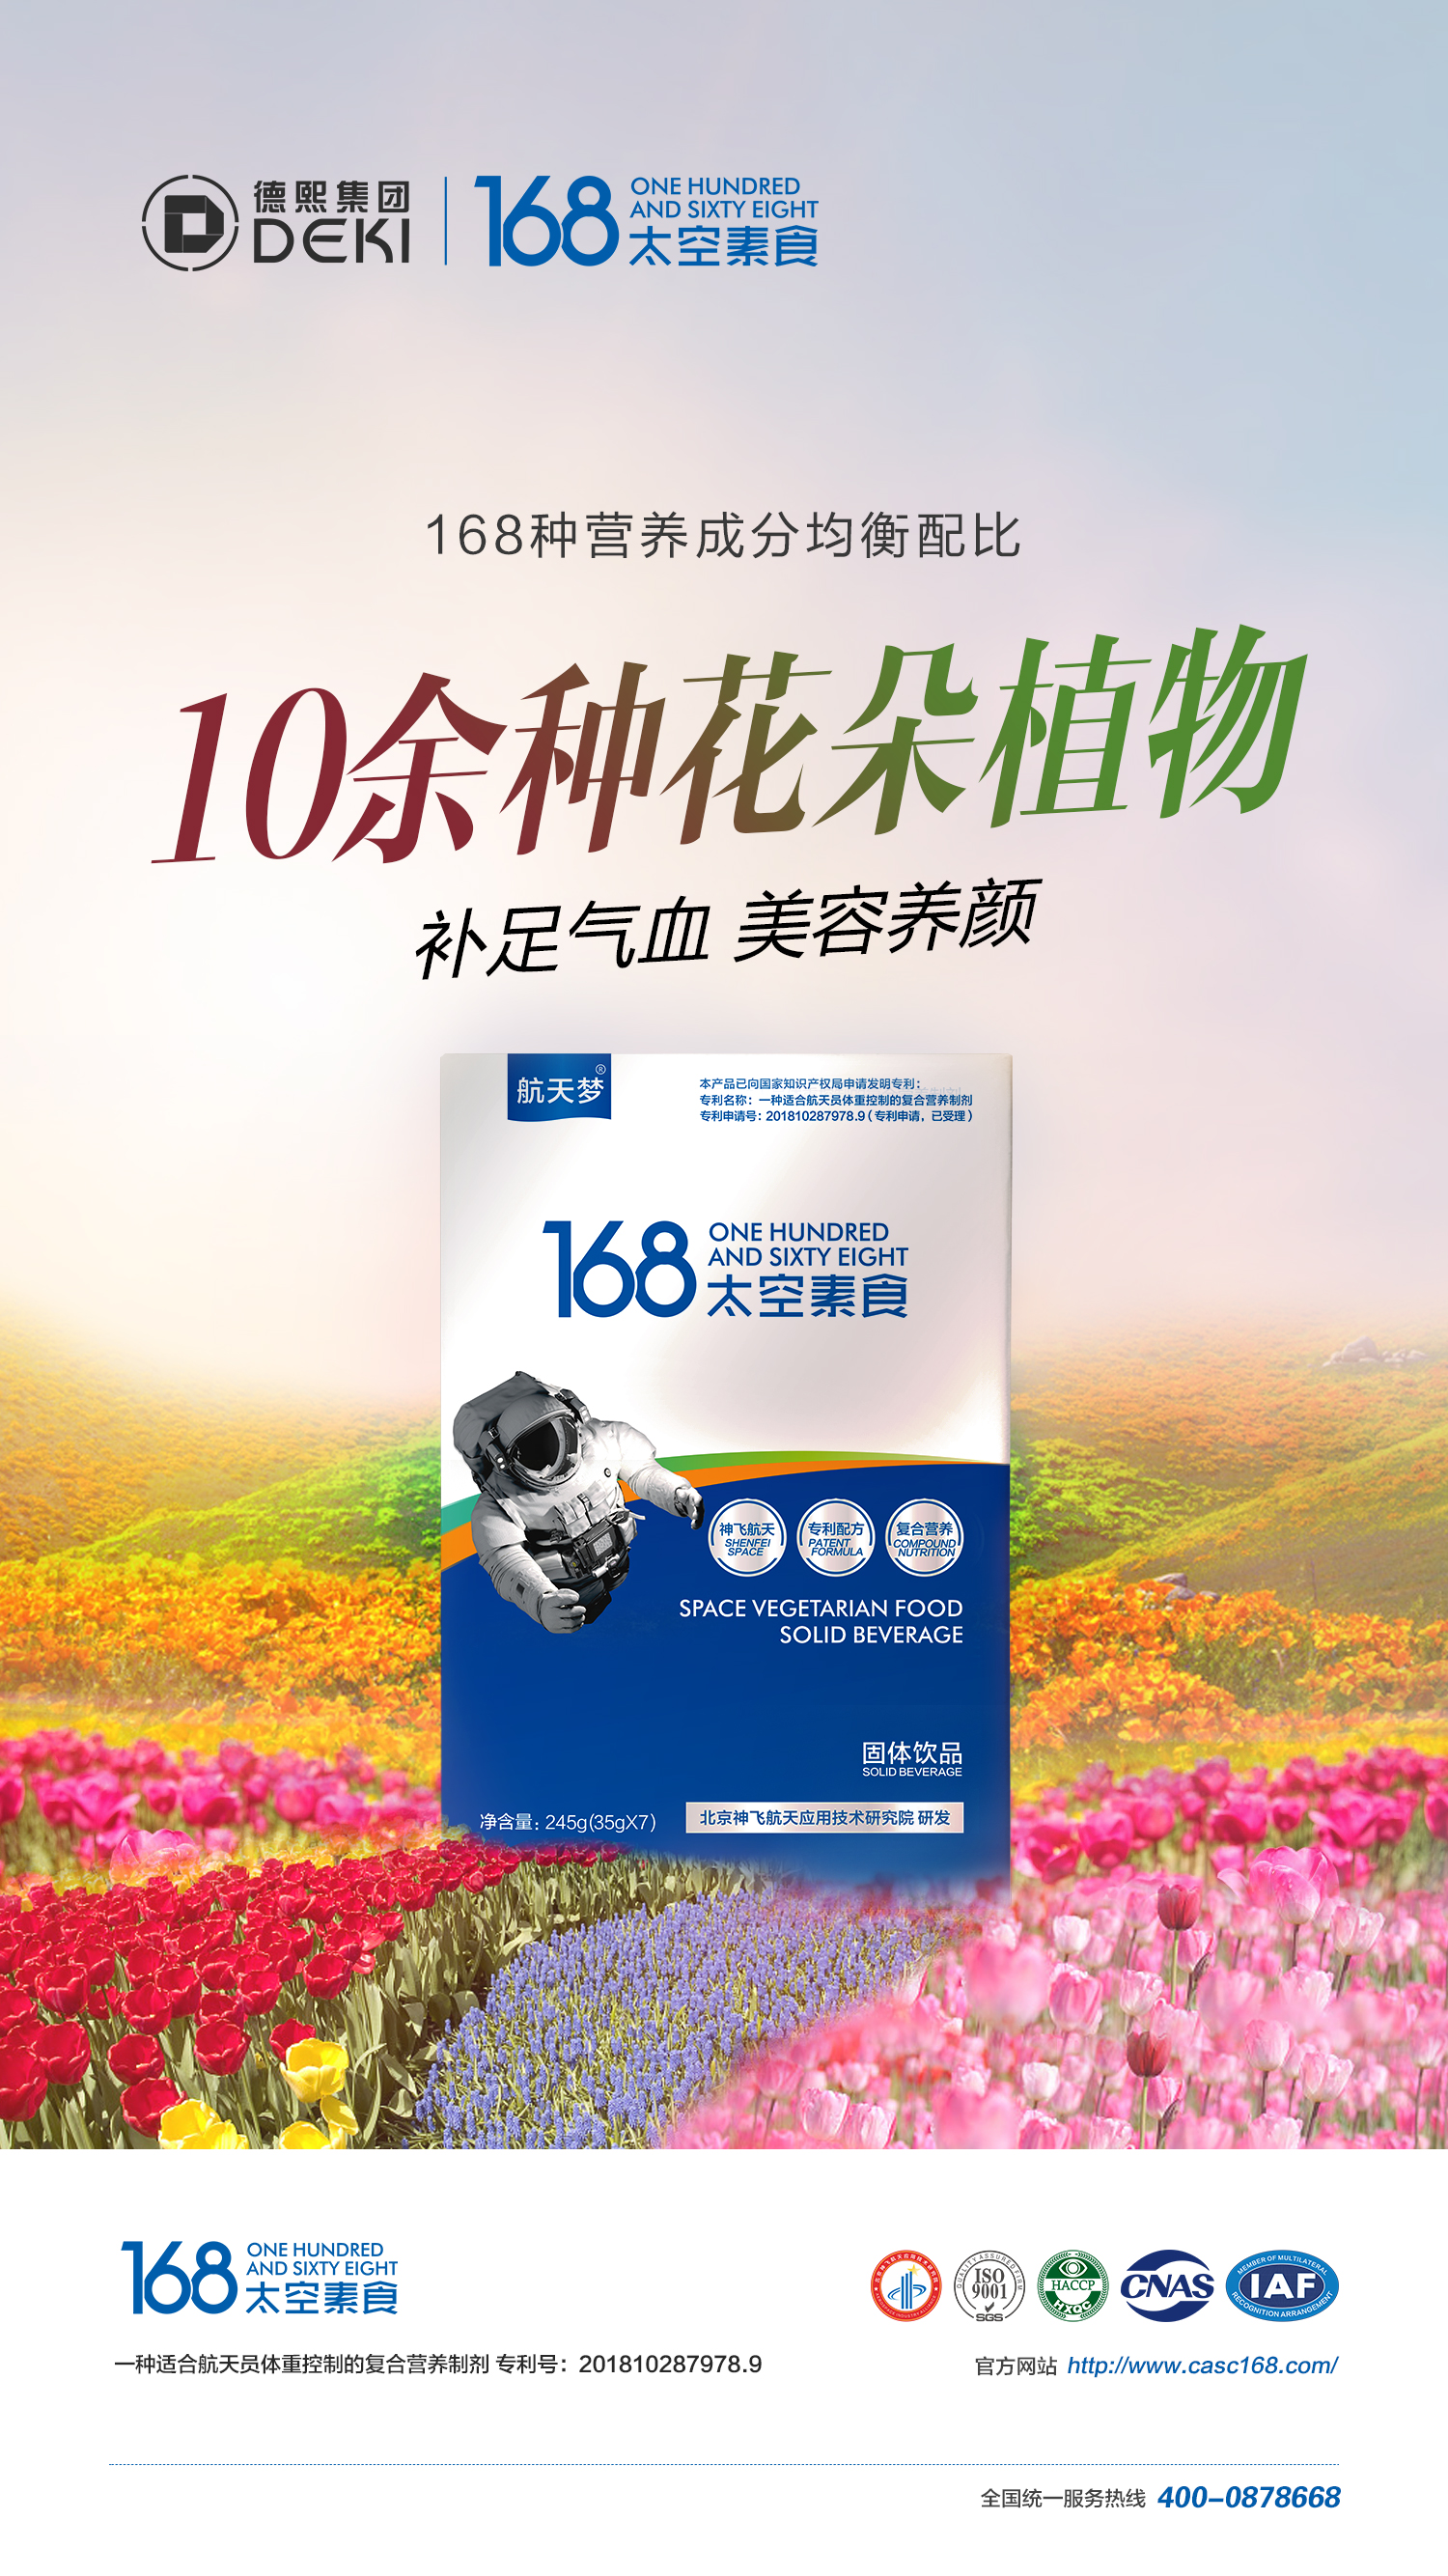 德熙集团
DEKI
168
ONE HUNDRED
AND SIXTY EIGHT
太空素食
168种营养成分均衡配比
10余种花朵植物
补足气血 美容养颜
航天梦®
本产品已向国家知识产权局申请发明专利：
专利名称：一种适合航天员体重控制的复合营养制剂
专利申请号：201810287978.9（专利申请，已受理）
168
ONE HUNDRED
AND SIXTY EIGHT
太空素食
神飞航天
SHENFEI
SPACE
专利配方
PATENT
FORMULA
复合营养
COMPOUND
NUTRITION
SPACE VEGETARIAN FOOD
SOLID BEVERAGE
固体饮品
SOLID BEVERAGE
净含量：245g(35gX7)
北京神飞航天应用技术研究院 研发
168
ONE HUNDRED
AND SIXTY EIGHT
太空素食
QUALITY ASSURED FIRM
ISO
9001
SGS
HACCP
HXQC
CNAS
MEMBER OF MULTILATERAL
IAF
RECOGNITION ARRANGEMENT
一种适合航天员体重控制的复合营养制剂 专利号：201810287978.9
官方网站 http://www.casc168.com/
全国统一服务热线 400-0878668